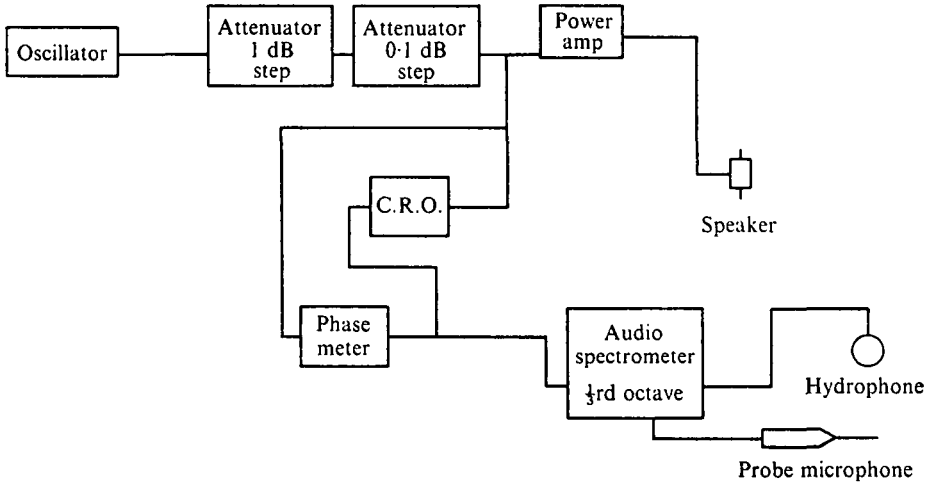 Oscillator
Attenuator
1 dB
step
Attenuator
0·1 dB
step
Power
amp
C.R.O.
Speaker
Phase
meter
Audio
spectrometer
⅓rd octave
Hydrophone
Probe microphone